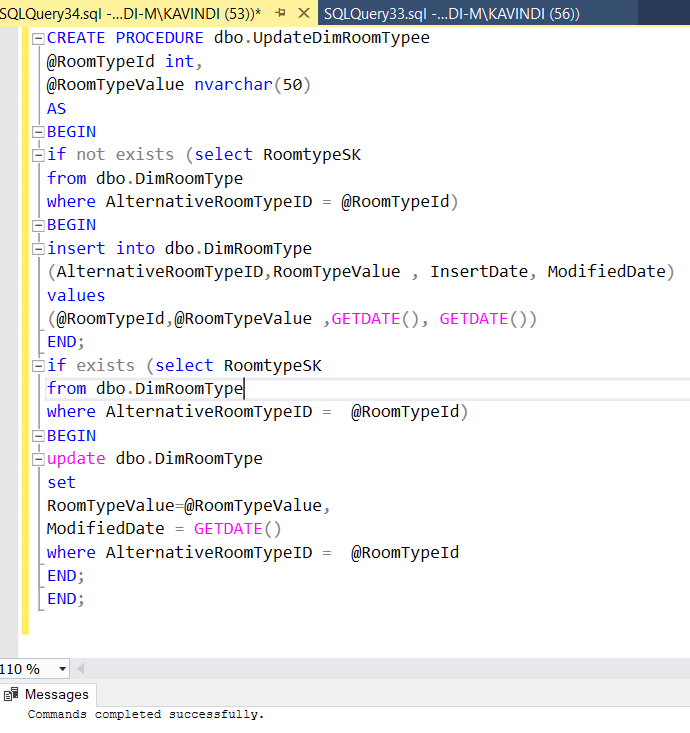 SQLQuery34.sql -...DI-M\KAVINDI (53))* SQLQuery33.sql -...DI-M\KAVINDI (56))
CREATE PROCEDURE dbo.UpdateDimRoomTypee
@RoomTypeId int,
@RoomTypeValue nvarchar(50)
AS
BEGIN
if not exists (select RoomtypeSK
from dbo.DimRoomType
where AlternativeRoomTypeID = @RoomTypeId)
BEGIN
insert into dbo.DimRoomType
(AlternativeRoomTypeID,RoomTypeValue , InsertDate, ModifiedDate)
values
(@RoomTypeId,@RoomTypeValue ,GETDATE(), GETDATE())
END;
if exists (select RoomtypeSK
from dbo.DimRoomType
where AlternativeRoomTypeID =  @RoomTypeId)
BEGIN
update dbo.DimRoomType
set
RoomTypeValue=@RoomTypeValue,
ModifiedDate = GETDATE()
where AlternativeRoomTypeID =  @RoomTypeId
END;
END;
110 %
Messages
Commands completed successfully.